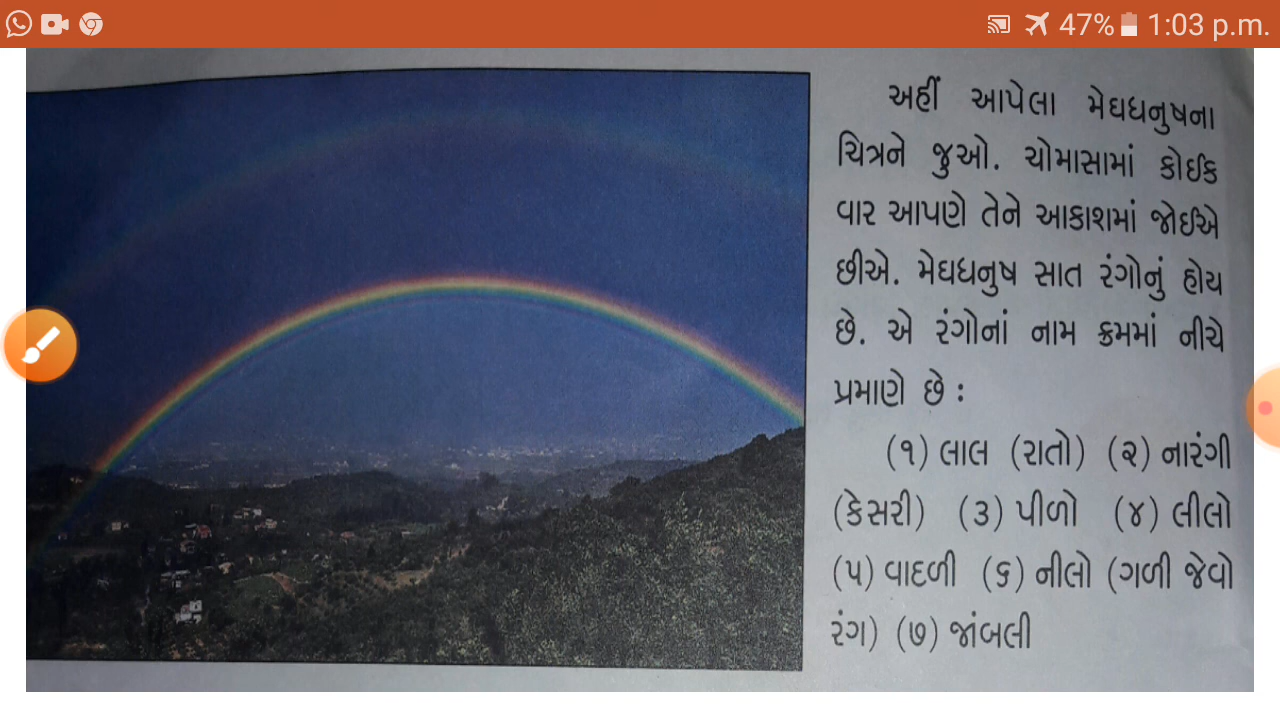 47% 1:03 p.m.
અહીં આપેલા મેઘધનુષના
ચિત્રને જુઓ. ચોમાસામાં કોઈક
વાર આપણે તેને આકાશમાં જોઈએ
છીએ. મેઘધનુષ સાત રંગોનું હોય
છે. એ રંગોનાં નામ ક્રમમાં નીચે
પ્રમાણે છે :
(૧) લાલ (રાતો) (૨) નારંગી
(કેસરી) (૩) પીળો (૪) લીલો
(૫) વાદળી (૬) નીલો (ગળી જેવો
રંગ) (૭) જાંબલી